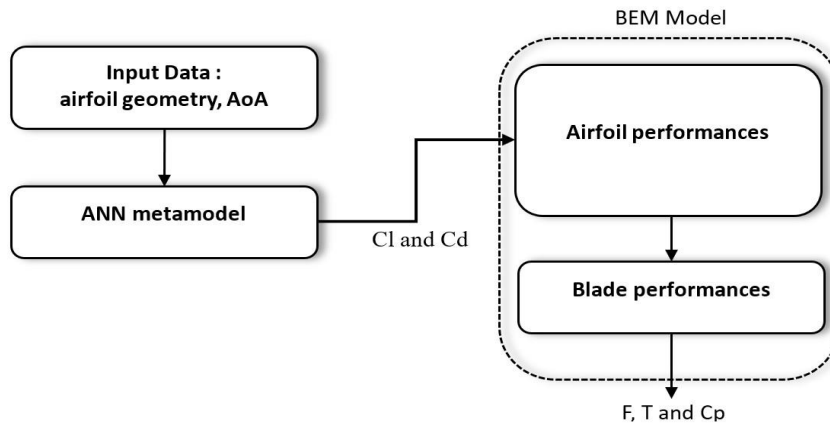 BEM Model
Input Data :
airfoil geometry, AoA
ANN metamodel
Cl and Cd
Airfoil performances
Blade performances
F, T and Cp